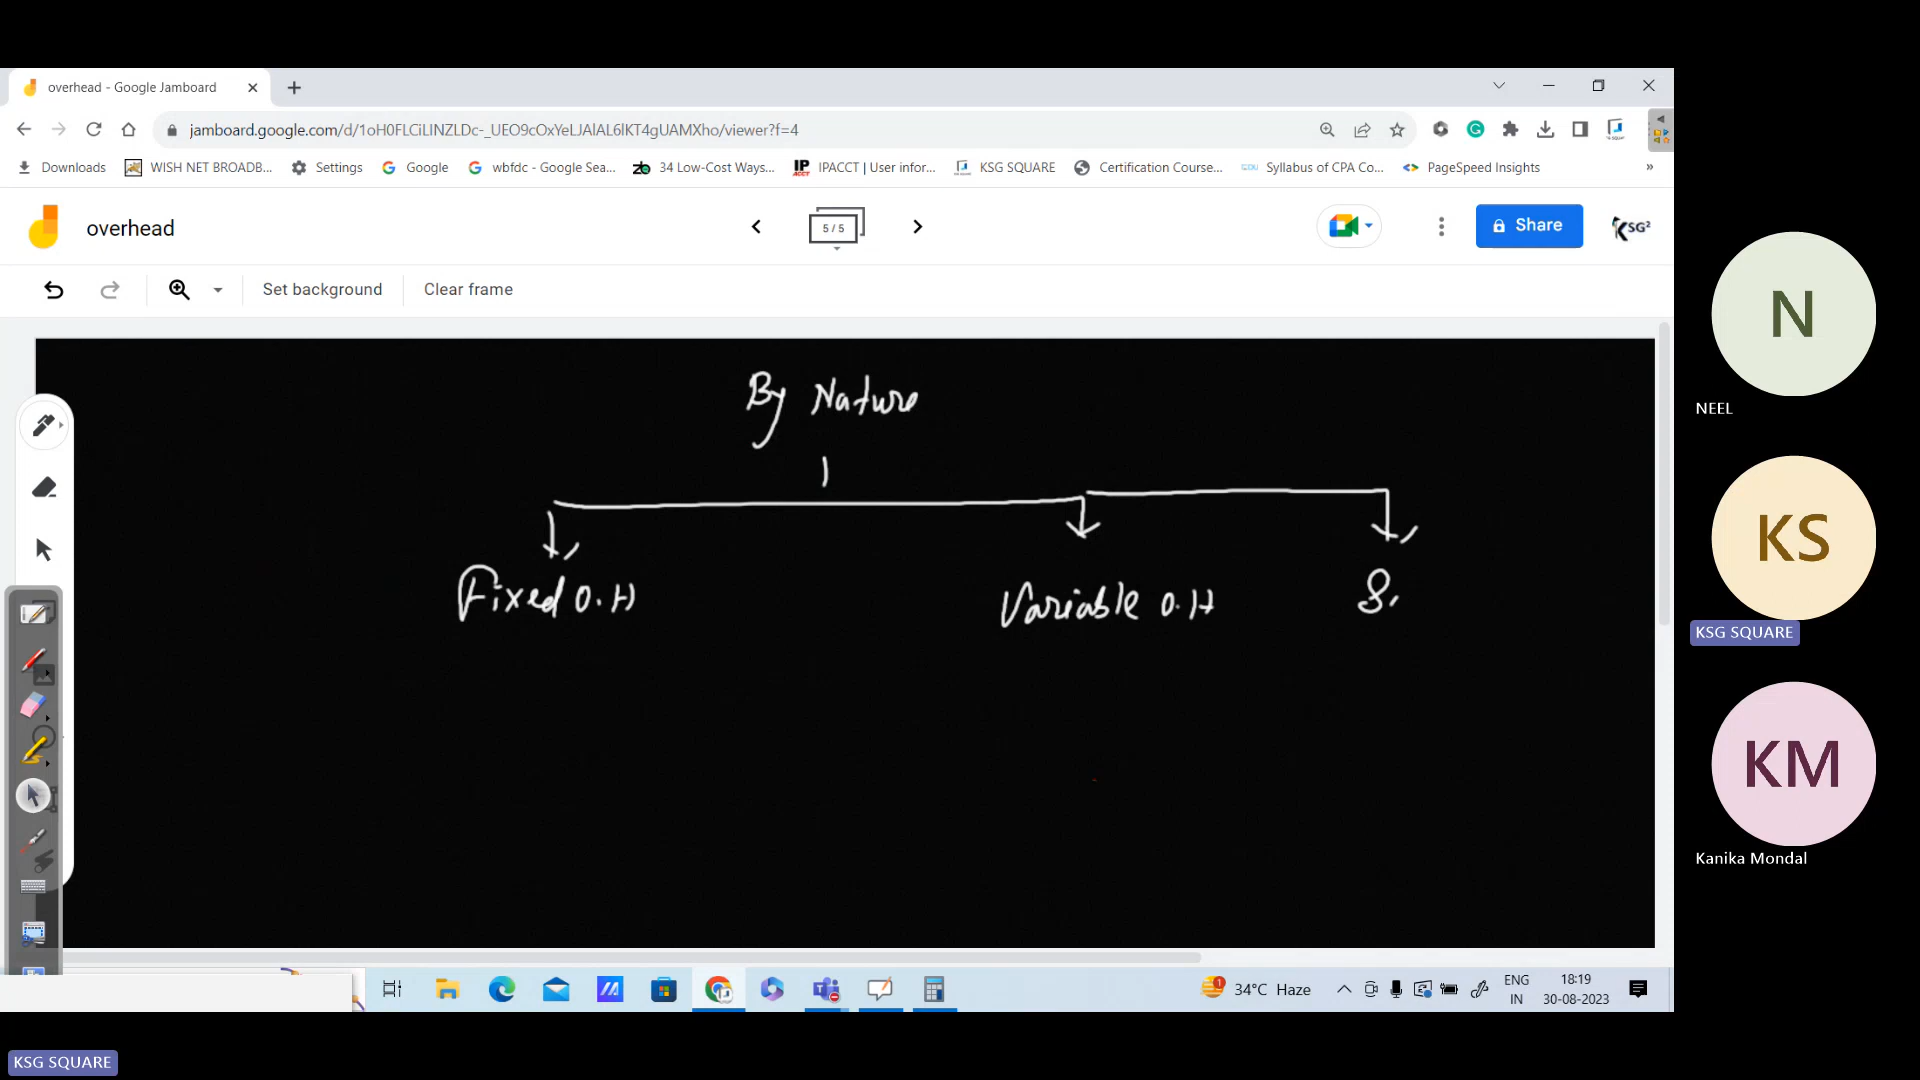 overhead - Google Jamboard
jamboard.google.com/d/1oH0FLCiLINZLDc-_UEO9cOxYeLJAlAL6lKT4gUAMXho/viewer?f=4
Downloads WISH NET BROADB... Settings Google wbfdc - Google Sea... 34 Low-Cost Ways... IPACCT | User infor... KSG SQUARE Certification Course... Syllabus of CPA Co... PageSpeed Insights »
overhead 5 / 5 Share KSG²
Set background Clear frame
By Nature
Fixed O.H Variable O.H S.
N
NEEL
KS
KSG SQUARE
KM
Kanika Mondal
34°C Haze ENG IN 18:19 30-08-2023
KSG SQUARE